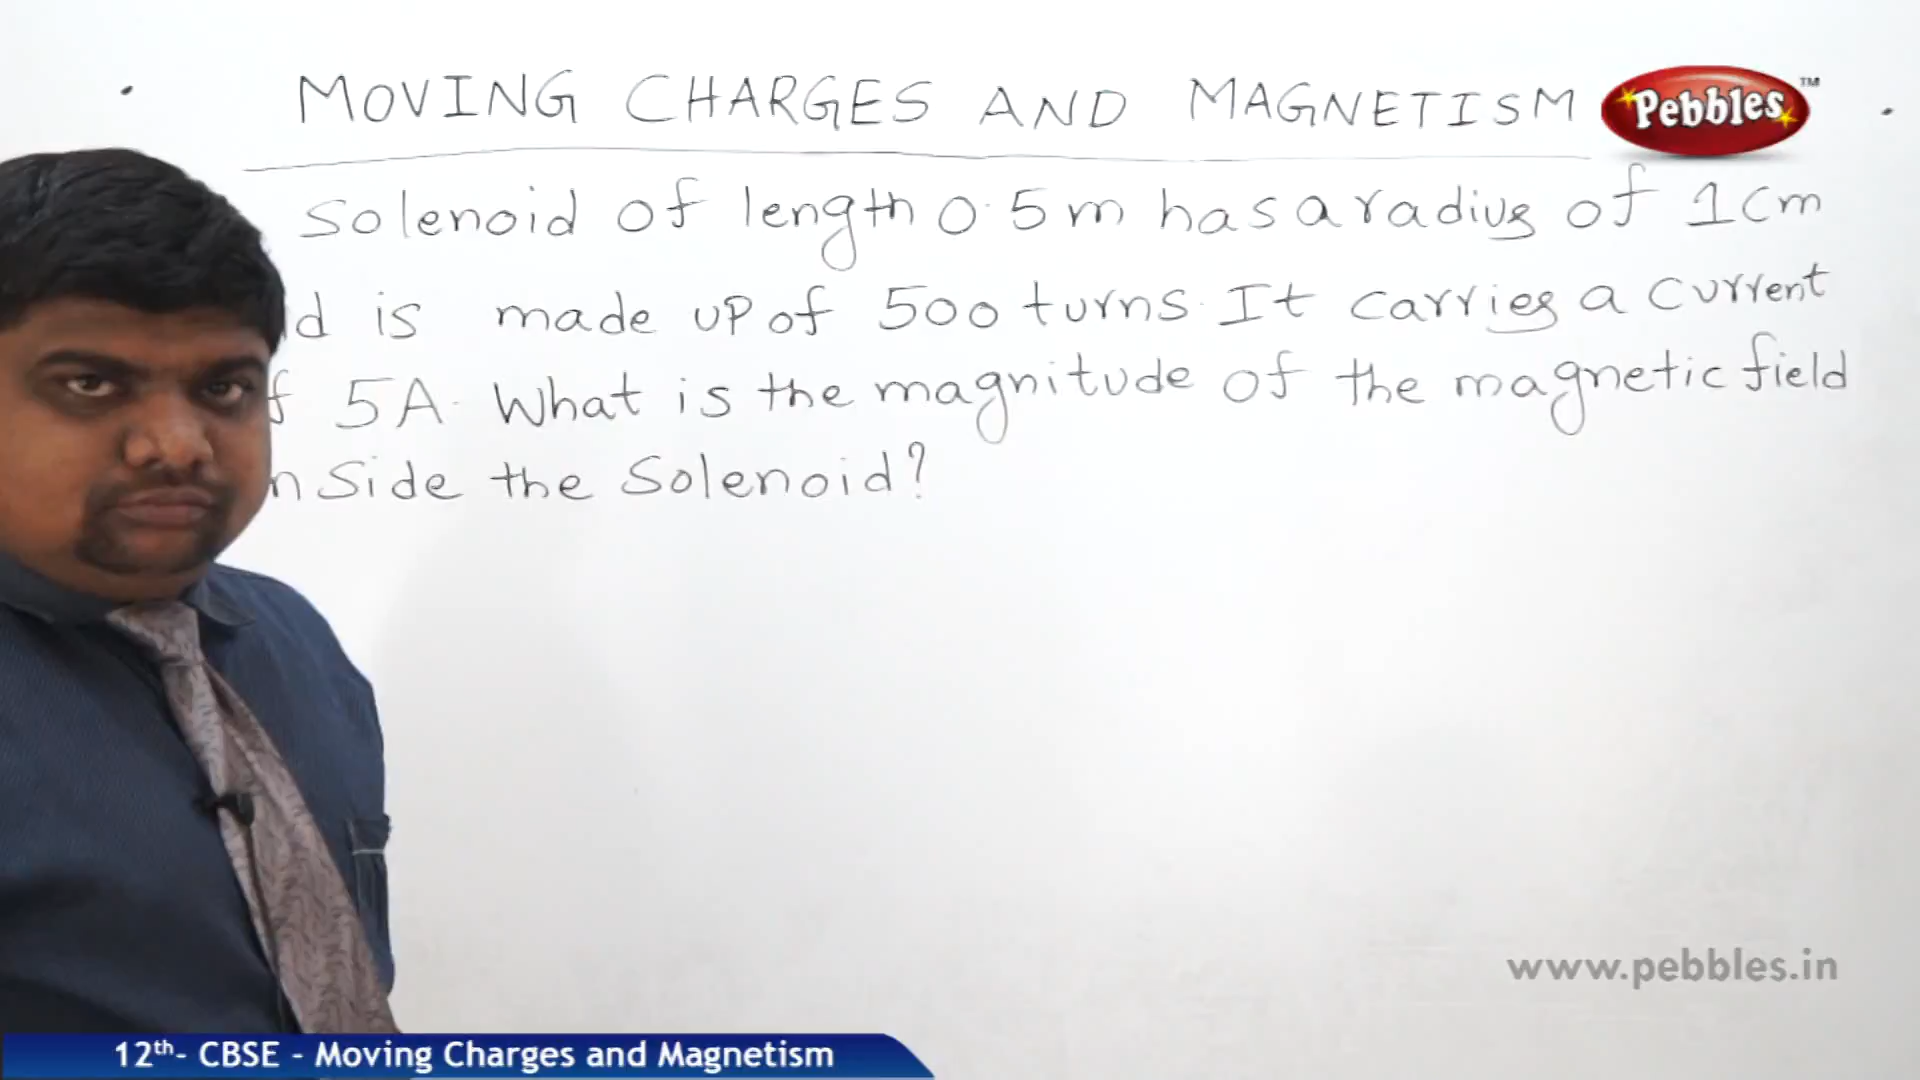 MOVING CHARGES AND MAGNETISM
Pebbles™
Solenoid of length 0.5m has a radius of 1cm
is made up of 500 turns. It carries a current
5A. What is the magnitude of the magnetic field
the Solenoid?
www.pebbles.in
12th- CBSE - Moving Charges and Magnetism